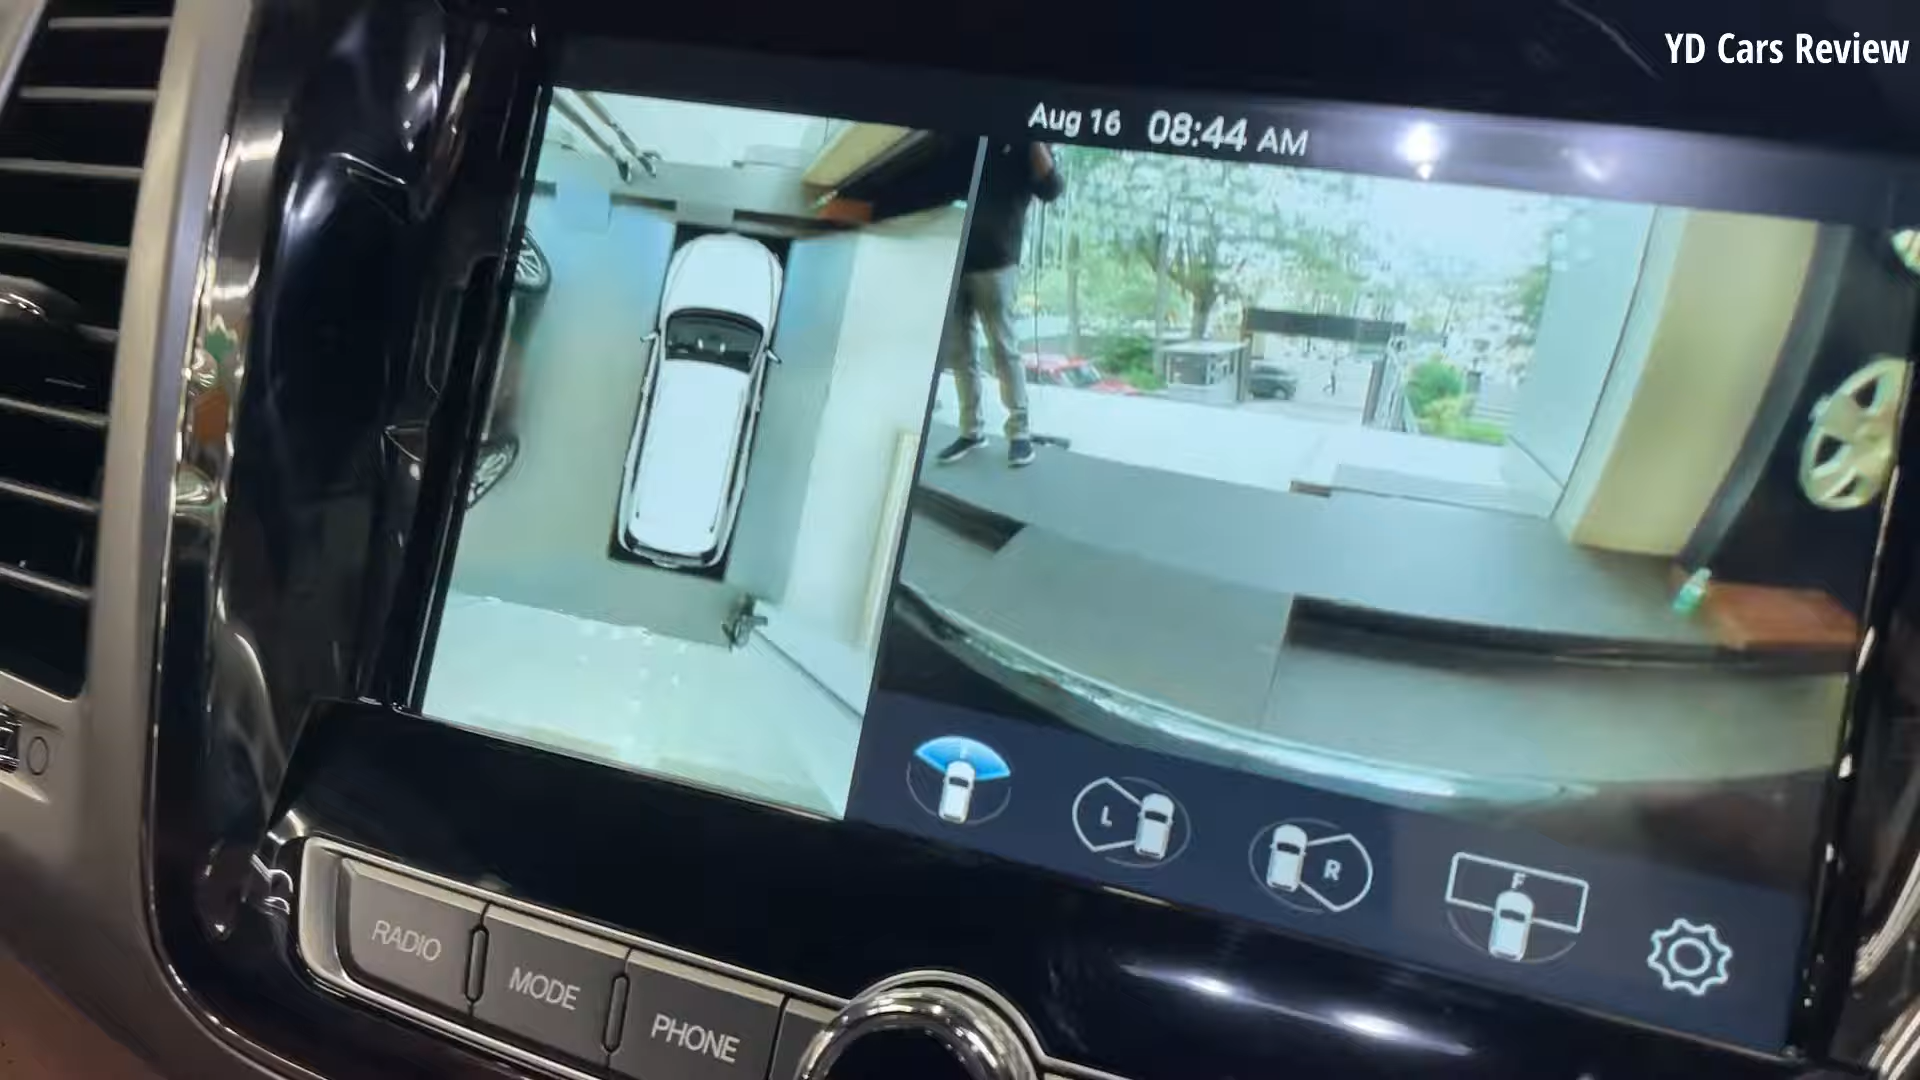 YD Cars Review
Aug 16 08:44 AM
L
R
F
RADIO
MODE
PHONE